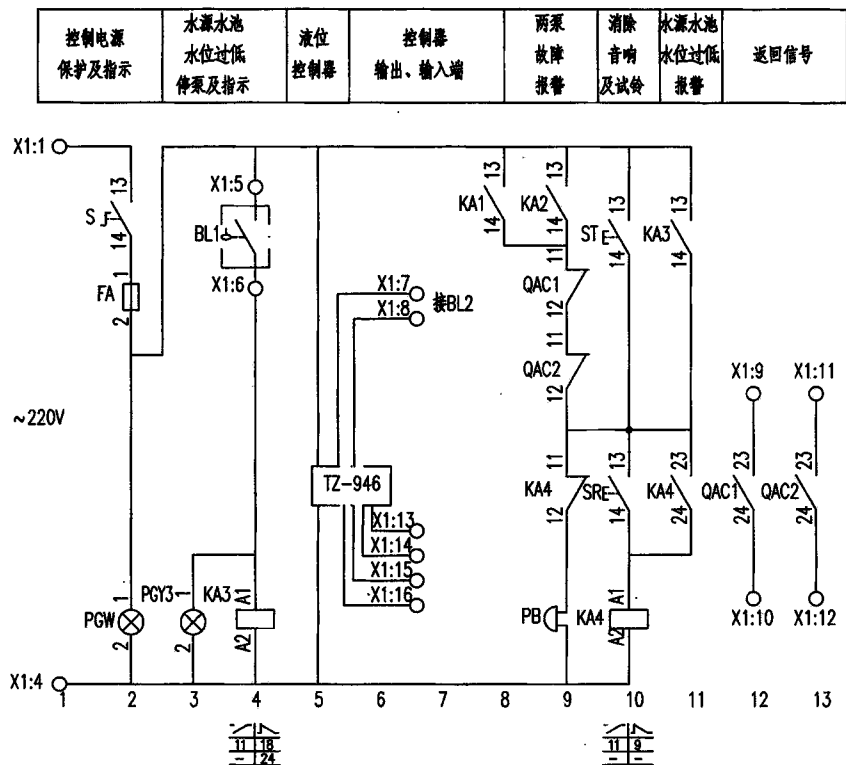 控制电源
保护及指示
水源水池
水位过低
停泵及指示
液位
控制器
控制器
输出、输入端
两泵
故障
报警
消除
音响
及试铃
水源水池
水位过低
报警
返回信号
X1:1
S
13
14
FA
1
2
~220V
PGW
1
2
X1:4
X1:5
BL1
X1:6
PGY3
1
2
KA3
A1
A2
X1:7
X1:8
接BL2
TZ-946
X1:13
X1:14
X1:15
X1:16
KA1
13
14
KA2
13
14
11
QAC1
12
11
QAC2
12
ST E
13
14
KA3
13
14
KA4
11
12
SRE
13
14
KA4
23
24
PB
KA4
A1
A2
X1:9
QAC1
23
24
X1:10
X1:11
QAC2
23
24
X1:12
1 2 3 4 5 6 7 8 9 10 11 12 13
11 18
- 24
11 9
- -